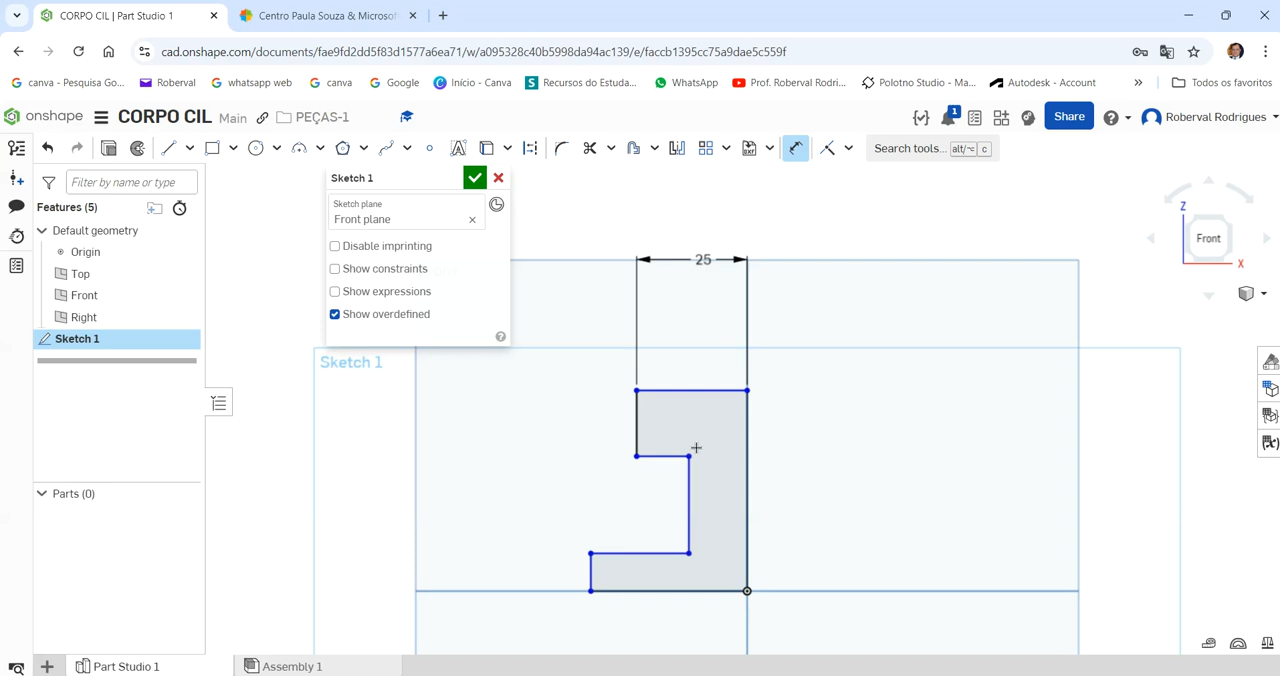 CORPO CIL | Part Studio 1
Centro Paula Souza & Microsof
cad.onshape.com/documents/fae9fd2dd5f83d1577a6ea71/w/a095328c40b5998da94ac139/e/faccb1395cc75a9dae5c559f
canva - Pesquisa Go...
Roberval
whatsapp web
canva
Google
Início - Canva
Recursos do Estuda...
WhatsApp
Prof. Roberval Rodri...
Polotno Studio - Ma...
Autodesk - Account
Todos os favoritos
onshape
CORPO CIL
Main
PEÇAS-1
1
Share
Roberval Rodrigues
Search tools...
alt/⌥
c
Filter by name or type
Features (5)
Default geometry
Origin
Top
Front
Right
Sketch 1
Parts (0)
Sketch 1
Sketch plane
Front plane
Disable imprinting
Show constraints
Show expressions
Show overdefined
Sketch 1
25
Z
Front
X
Part Studio 1
Assembly 1